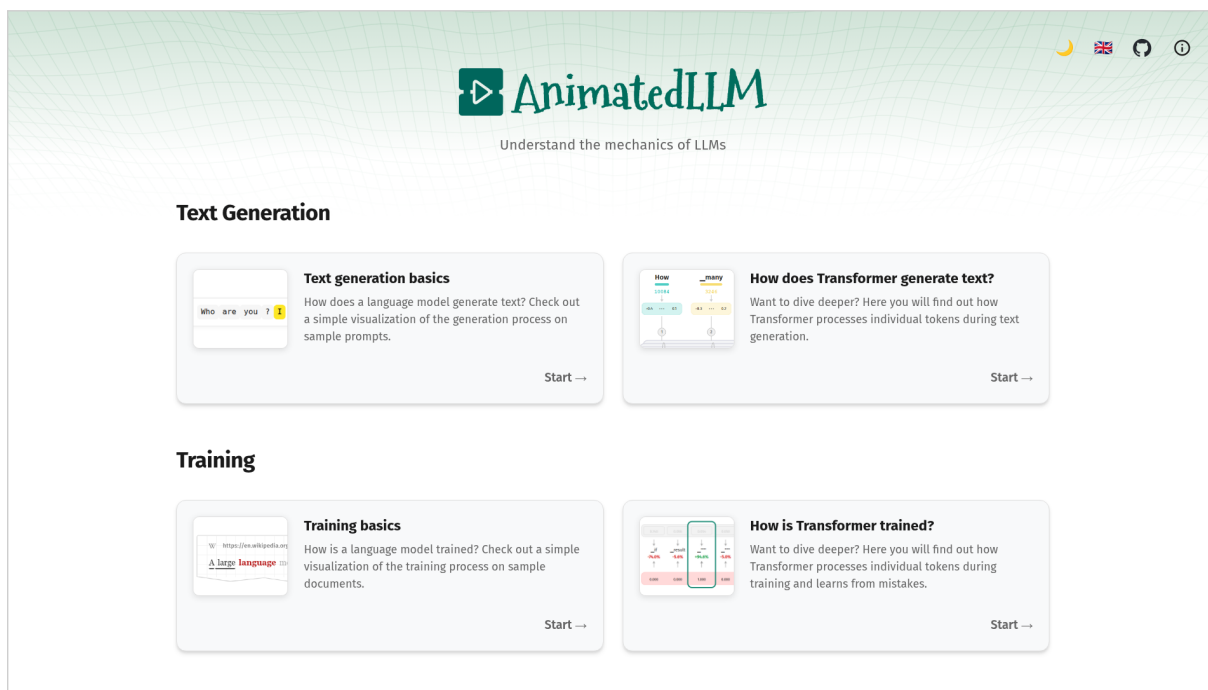 AnimatedLLM
Understand the mechanics of LLMs
Text Generation
Who are you ? I
Text generation basics
How does a language model generate text? Check out
a simple visualization of the generation process on
sample prompts.
Start →
How _many
How does Transformer generate text?
Want to dive deeper? Here you will find out how
Transformer processes individual tokens during text
generation.
Start →
Training
W https://en.wikipedia.org
A large language
Training basics
How is a language model trained? Check out a simple
visualization of the training process on sample
documents.
Start →
How is Transformer trained?
Want to dive deeper? Here you will find out how
Transformer processes individual tokens during
training and learns from mistakes.
Start →